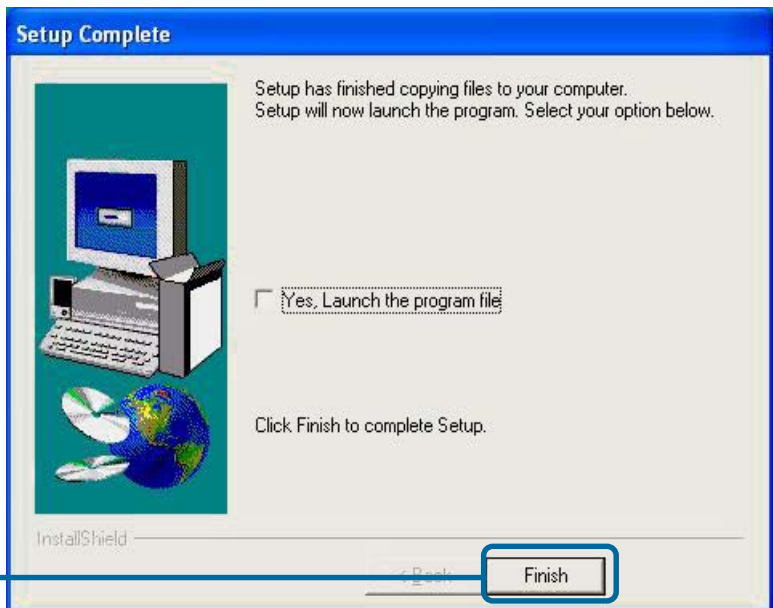 Setup Complete
Setup has finished copying files to your computer.
Setup will now launch the program. Select your option below.
Yes, Launch the program file
Click Finish to complete Setup.
InstallShield
< Back
Finish